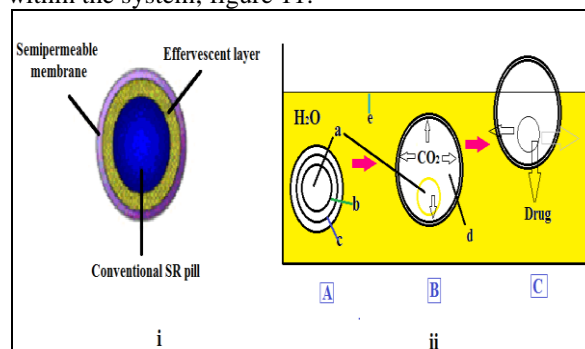 within the system, figure 11.
Semipermeable
membrane
Effervescent layer
Conventional SR pill
i
H₂O
a
e
b
c
CO₂
d
Drug
A
B
C
ii